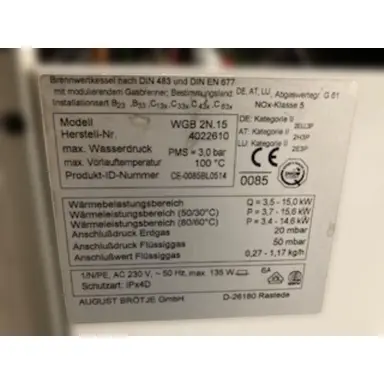 Brennwertkessel nach DIN 483 und DIN EN 677
mit modulierendem Gasbrenner, Bestimmungsland DE, AT, LU, Abgaswertegr. G 61
Installationsart B23, B33, C13x, C33x, C43x, C63x NOx-Klasse 5
Modell WGB 2N.15
Herstell-Nr. 4022610
max. Wasserdruck PMS = 3,0 bar
max. Vorlauftemperatur 100 °C
Produkt-ID-Nummer CE-0085BL0514
DE: Kategorie II
AT: Kategorie II
LU: Kategorie II 2E3P
CE
0085
Wärmebelastungsbereich Q = 3,5 - 15,0 kW
Wärmeleistungsbereich (50/30°C) P = 3,7 - 15,6 kW
Wärmeleistungsbereich (80/60°C) P = 3,4 - 14,6 kW
Anschlußdruck Erdgas 20 mbar
Anschlußdruck Flüssiggas 50 mbar
Anschlußwert Flüssiggas 0,27 - 1,17 kg/h
1/N/PE, AC 230 V, ~ 50 Hz, max. 135 W 6A
Schutzart: IPx4D
AUGUST BRÖTJE GmbH D-26180 Rastede